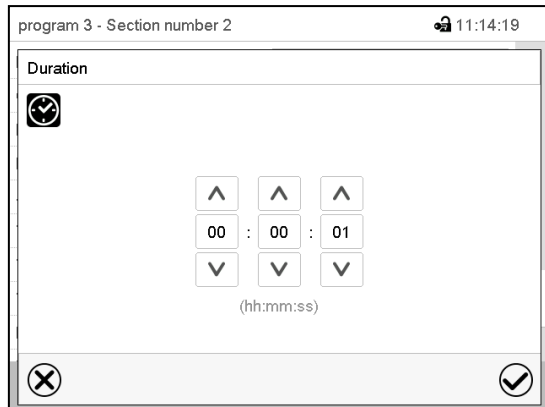 program 3 - Section number 2 11:14:19
Duration
00 : 00 : 01
(hh:mm:ss)